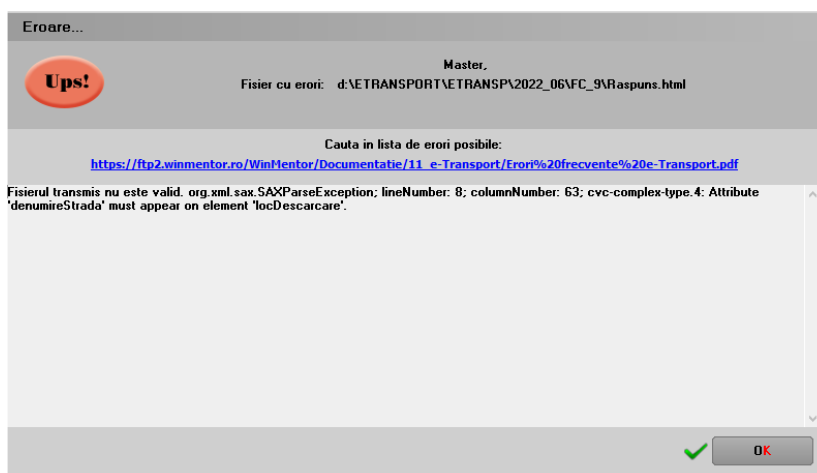 Eroare...
Ups!
Master,
Fisier cu erori: d:\ETRANSPORT\ETRANSP\2022_06\FC_9\Raspuns.html
Cauta in lista de erori posibile:
https://ftp2.winmentor.ro/WinMentor/Documentatie/11_e-Transport/Erori%20frecvente%20e-Transport.pdf
Fisierul transmis nu este valid. org.xml.sax.SAXParseException; lineNumber: 8; columnNumber: 63; cvc-complex-type.4: Attribute
'denumireStrada' must appear on element 'locDescarcare'.
OK